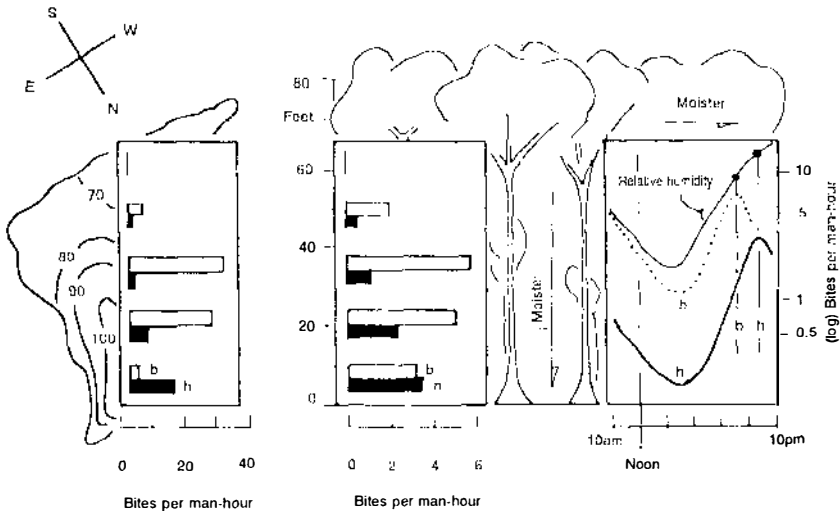 S
W
E
N
70
80
90
100
b
h
0 20 40
Bites per man-hour
80
Feet
60
40
20
0
b
h
0 2 4 6
Bites per man-hour
Moister
Moister
Relative humidity
b
h
b
h
10
5
1
0.5
(log) Bites per man-hour
10am
10pm
Noon